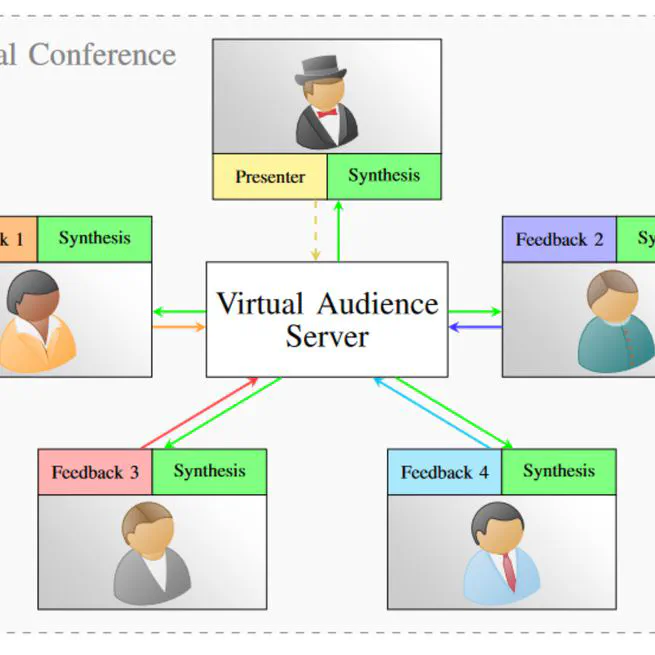 al Conference
Presenter
Synthesis
k 1
Synthesis
Feedback 2
Sy
Virtual Audience
Server
Feedback 3
Synthesis
Feedback 4
Synthesis